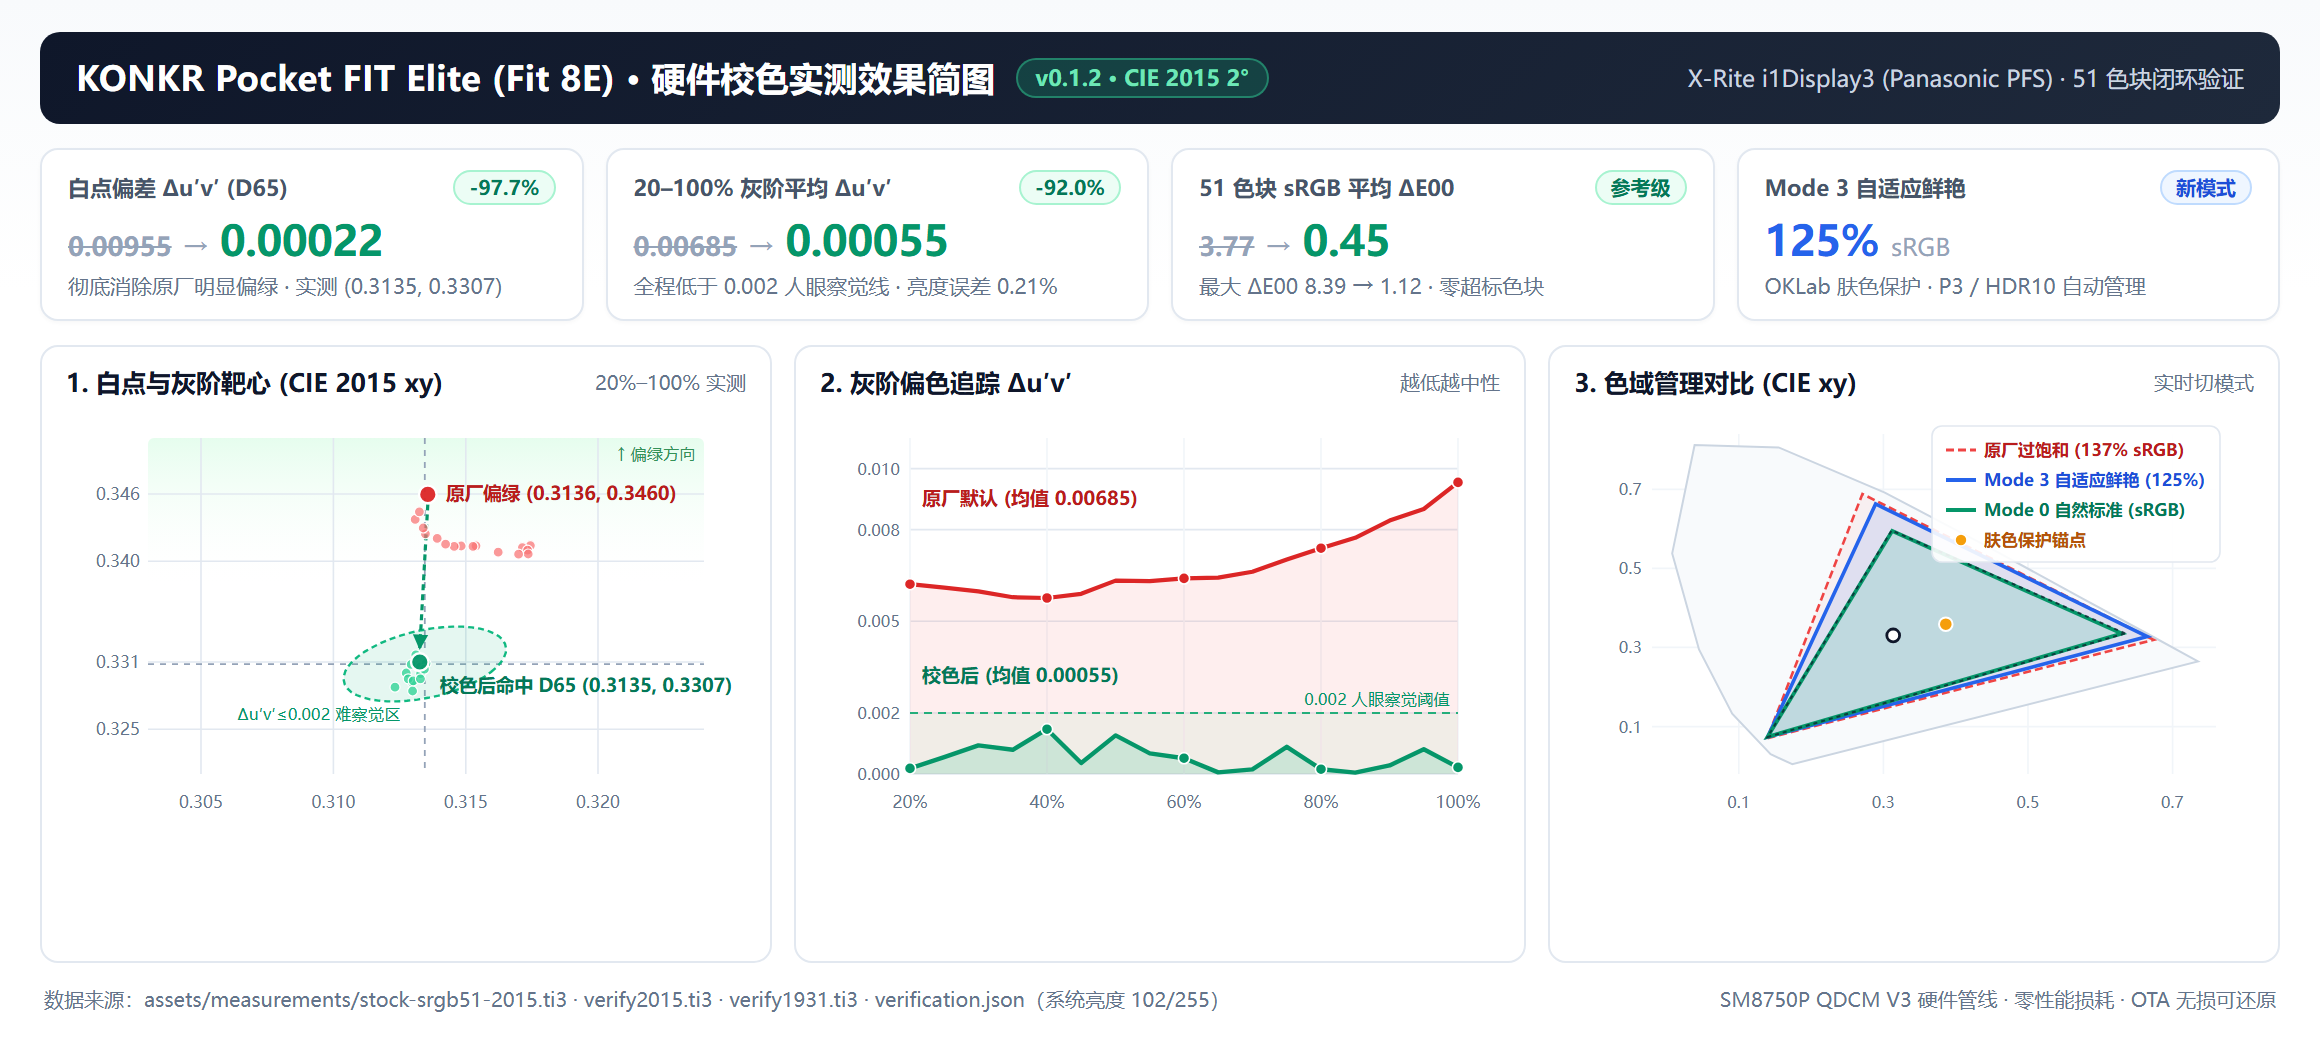 KONKR Pocket FIT Elite (Fit 8E) • 硬件校色实测效果简图
v0.1.2 • CIE 2015 2°
X-Rite i1Display3 (Panasonic PFS) · 51 色块闭环验证
白点偏差 Δu′v′ (D65)
-97.7%
0.00955 → 0.00022
彻底消除原厂明显偏绿 · 实测 (0.3135, 0.3307)
20–100% 灰阶平均 Δu′v′
-92.0%
0.00685 → 0.00055
全程低于 0.002 人眼察觉线 · 亮度误差 0.21%
51 色块 sRGB 平均 ΔE00
参考级
3.77 → 0.45
最大 ΔE00 8.39 → 1.12 · 零超标色块
Mode 3 自适应鲜艳
新模式
125% sRGB
OKLab 肤色保护 · P3 / HDR10 自动管理
1. 白点与灰阶靶心 (CIE 2015 xy)
20%–100% 实测
↑ 偏绿方向
原厂偏绿 (0.3136, 0.3460)
校色后命中 D65 (0.3135, 0.3307)
Δu′v′≤0.002 难察觉区
0.346
0.340
0.331
0.325
0.305
0.310
0.315
0.320
2. 灰阶偏色追踪 Δu′v′
越低越中性
原厂默认 (均值 0.00685)
校色后 (均值 0.00055)
0.002 人眼察觉阈值
0.010
0.008
0.005
0.002
0.000
20%
40%
60%
80%
100%
3. 色域管理对比 (CIE xy)
实时切模式
原厂过饱和 (137% sRGB)
Mode 3 自适应鲜艳 (125%)
Mode 0 自然标准 (sRGB)
肤色保护锚点
0.7
0.5
0.3
0.1
0.1
0.3
0.5
0.7
数据来源：assets/measurements/stock-srgb51-2015.ti3 · verify2015.ti3 · verify1931.ti3 · verification.json（系统亮度 102/255）
SM8750P QDCM V3 硬件管线 · 零性能损耗 · OTA 无损可还原